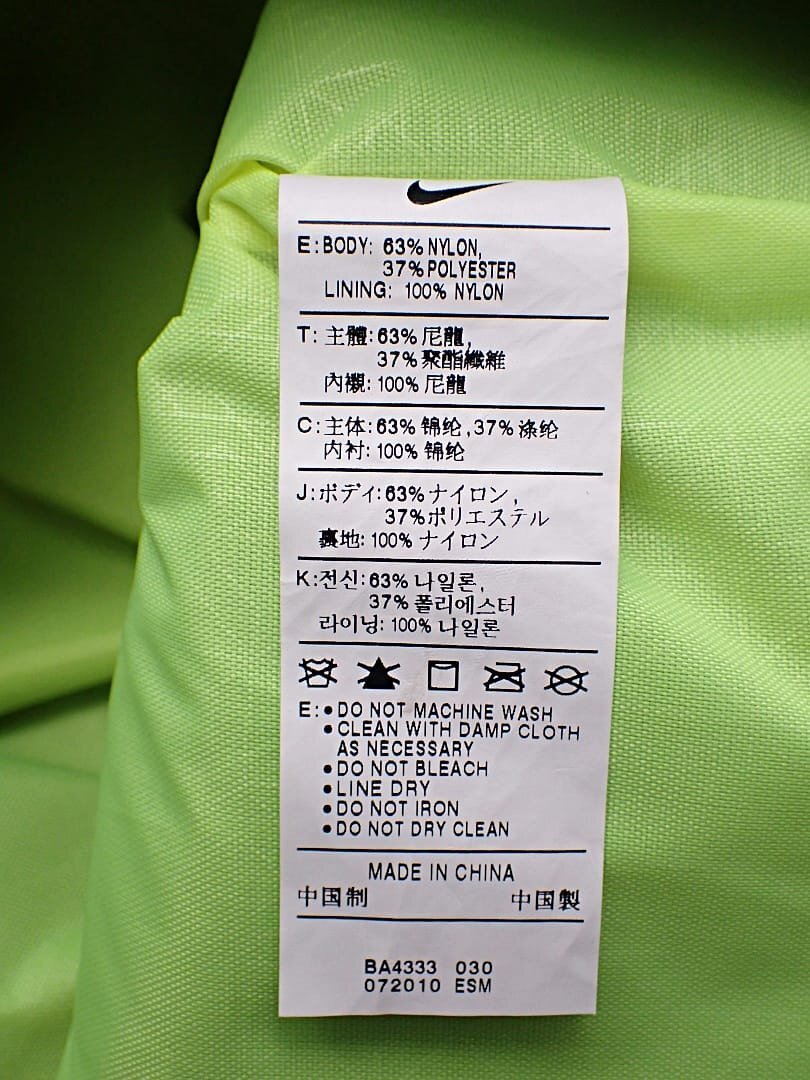 E: BODY: 63% NYLON,
37% POLYESTER
LINING: 100% NYLON
T: 主體: 63% 尼龍,
37% 聚酯纖維
內襯: 100% 尼龍
C: 主体: 63% 锦纶, 37% 涤纶
内衬: 100% 锦纶
J: ボディ: 63% ナイロン,
37% ポリエステル
裏地: 100% ナイロン
K: 전신: 63% 나일론,
37% 폴리에스터
라이닝: 100% 나일론
E: • DO NOT MACHINE WASH
• CLEAN WITH DAMP CLOTH
AS NECESSARY
• DO NOT BLEACH
• LINE DRY
• DO NOT IRON
• DO NOT DRY CLEAN
MADE IN CHINA
中国制 中国製
BA4333 030
072010 ESM